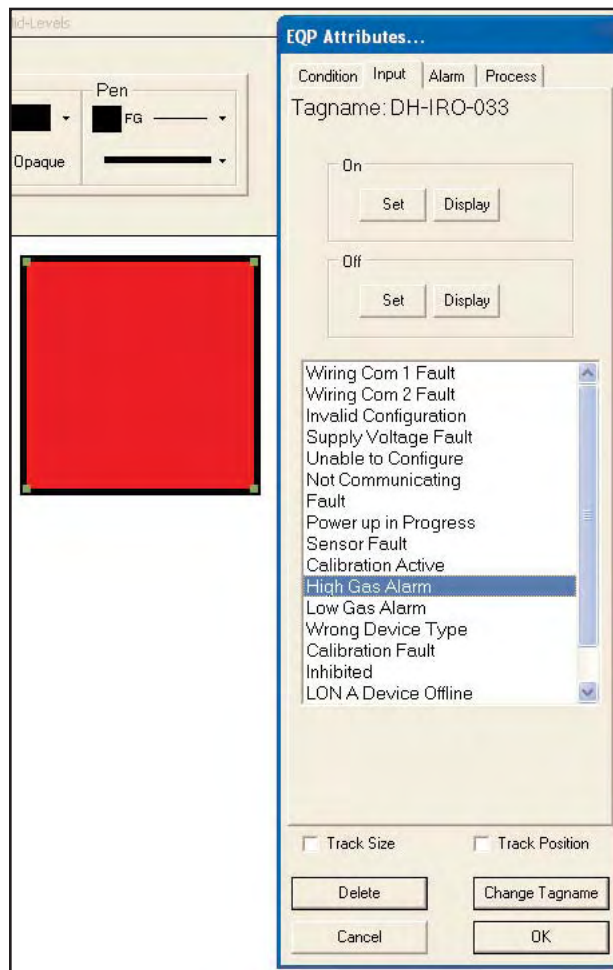 id-Levels
Pen
FG
Opaque
EQP Attributes...
Condition Input Alarm Process
Tagname: DH-IRO-033
On
Set Display
Off
Set Display
Wiring Com 1 Fault
Wiring Com 2 Fault
Invalid Configuration
Supply Voltage Fault
Unable to Configure
Not Communicating
Fault
Power up in Progress
Sensor Fault
Calibration Active
High Gas Alarm
Low Gas Alarm
Wrong Device Type
Calibration Fault
Inhibited
LON A Device Offline
Track Size Track Position
Delete Change Tagname
Cancel OK